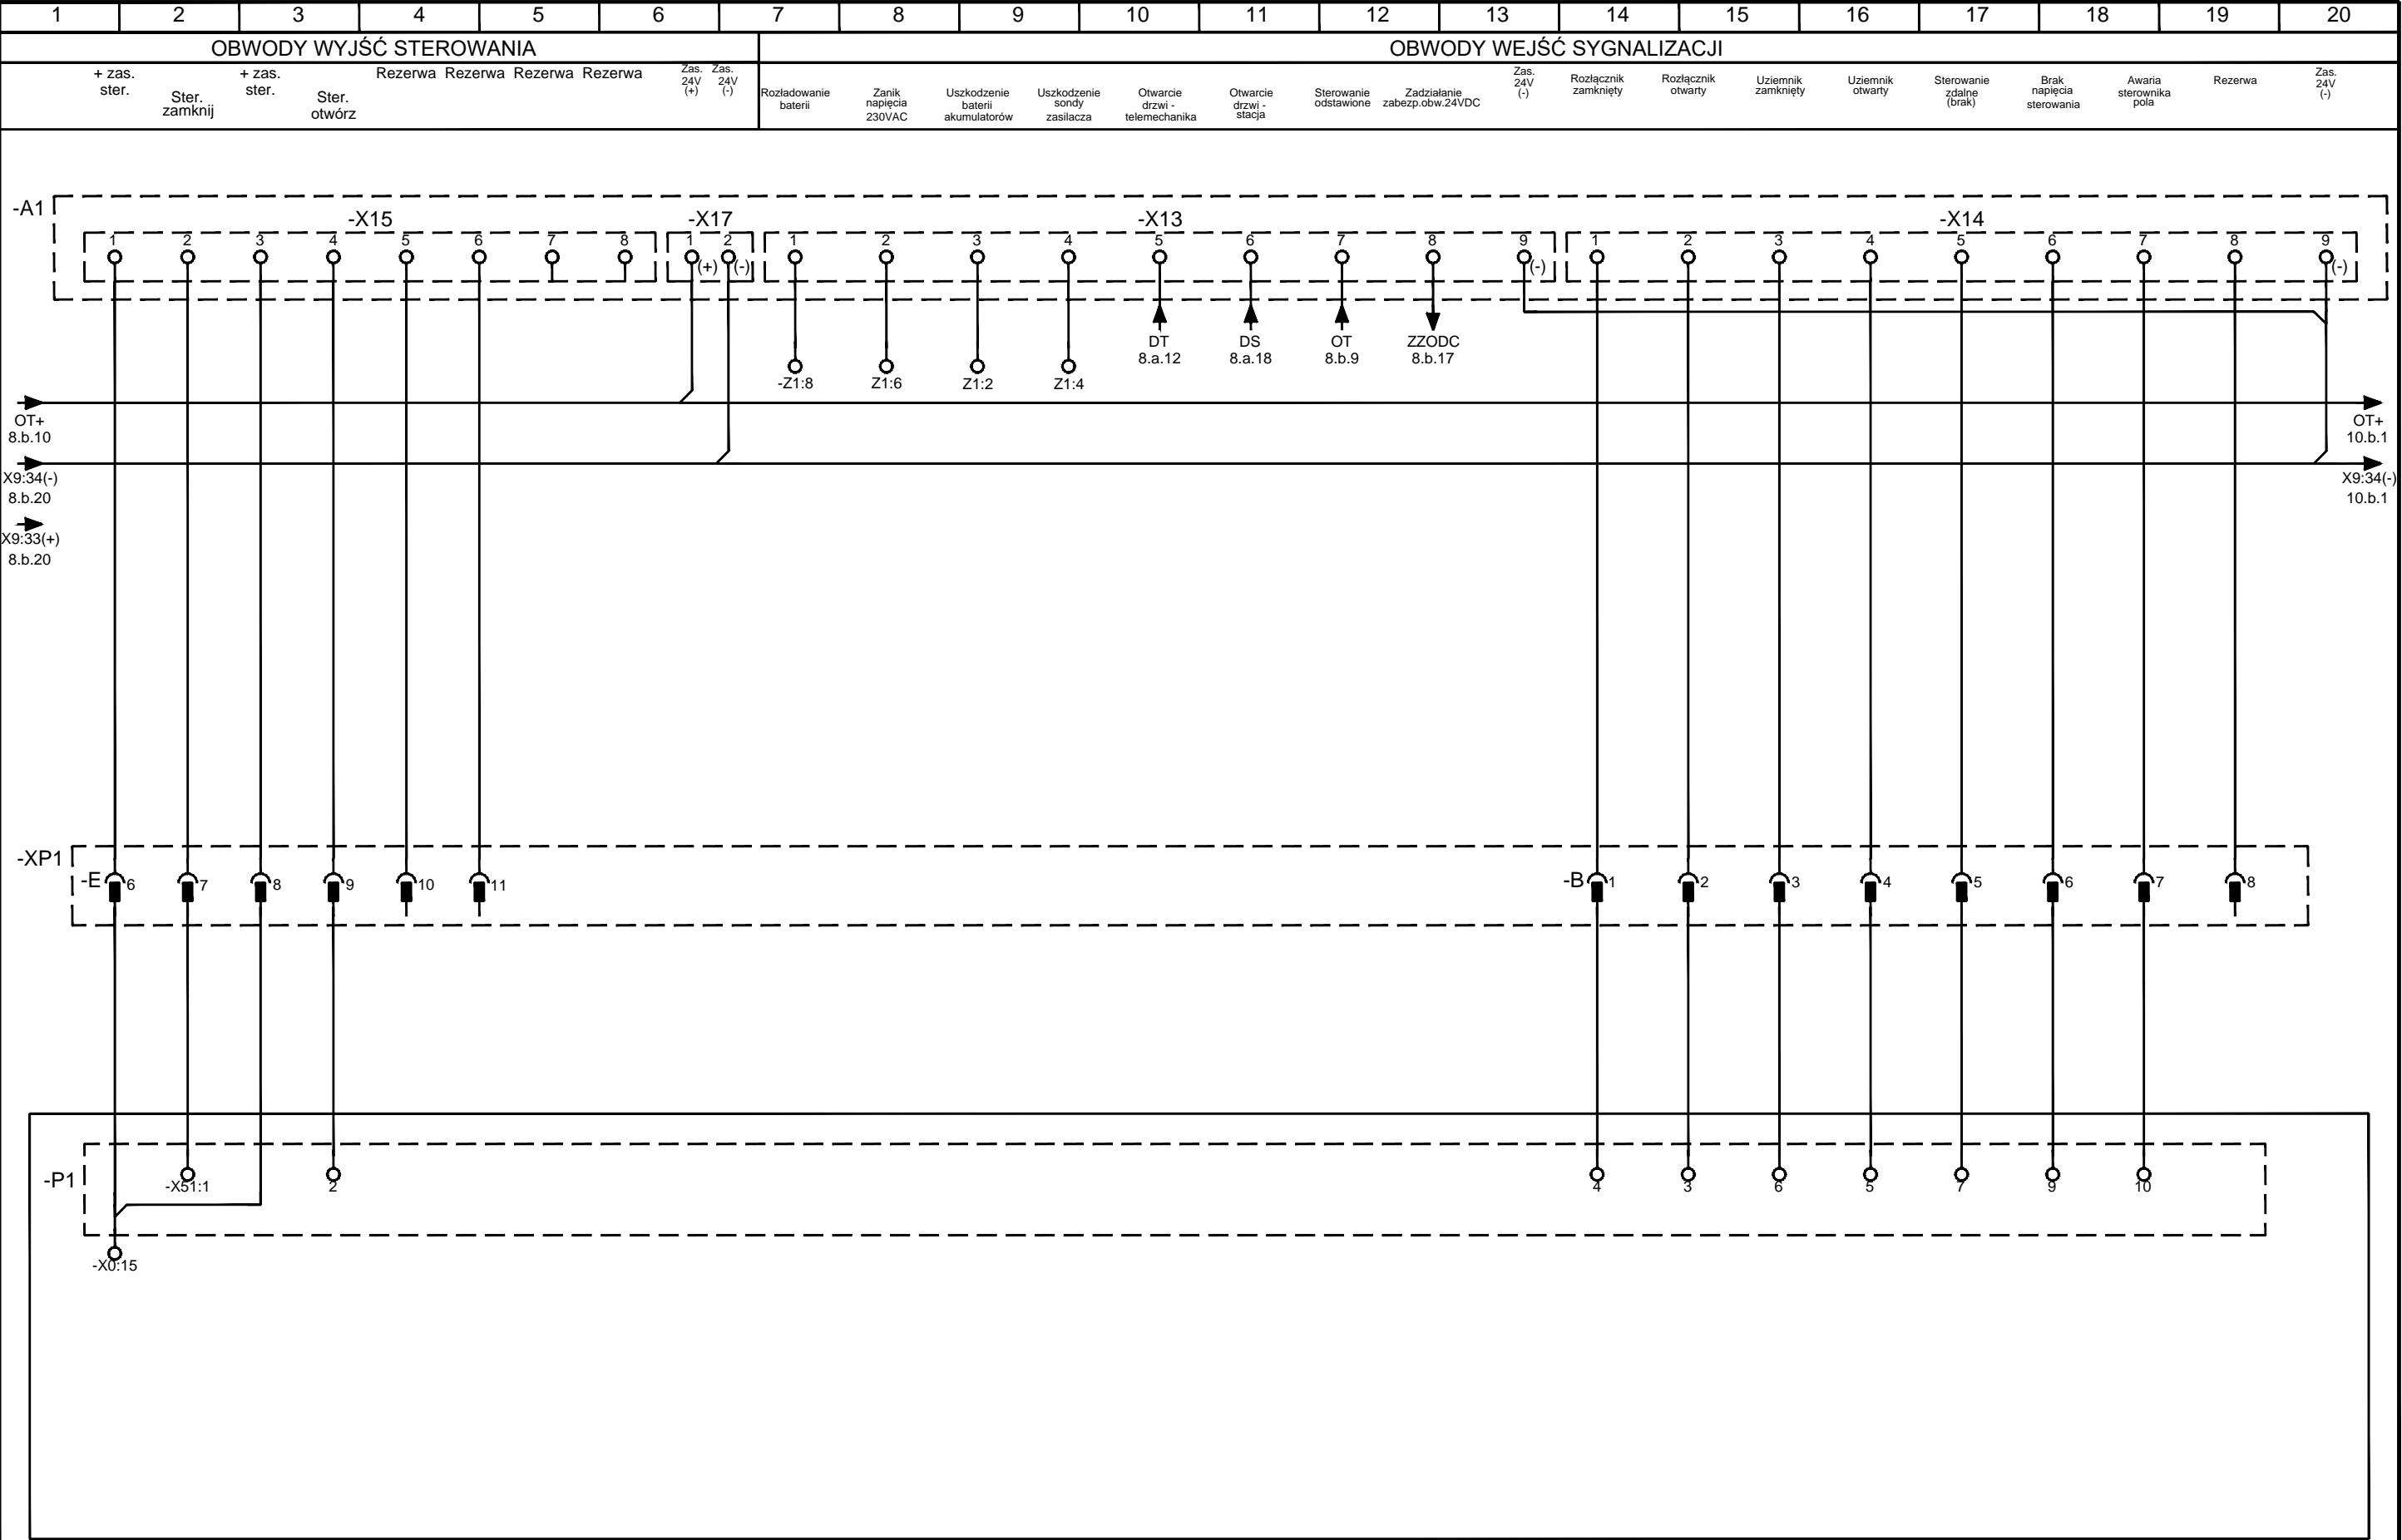 1 2 3 4 5 6 7 8 9 10 11 12 13 14 15 16 17 18 19 20
OBWODY WYJŚĆ STEROWANIA
OBWODY WEJŚĆ SYGNALIZACJI
+ zas.
ster.
Ster.
zamknij
+ zas.
ster.
Ster.
otwórz
Rezerwa Rezerwa Rezerwa Rezerwa
Zas.
24V
(+)
Zas.
24V
(-)
Rozładowanie
baterii
Zanik
napięcia
230VAC
Uszkodzenie
baterii
akumulatorów
Uszkodzenie
sondy
zasilacza
Otwarcie
drzwi -
telemechanika
Otwarcie
drzwi -
stacja
Sterowanie
odstawione
Zadziałanie
zabezp.obw.24VDC
Zas.
24V
(-)
Rozłącznik
zamknięty
Rozłącznik
otwarty
Uziemnik
zamknięty
Uziemnik
otwarty
Sterowanie
zdalne
(brak)
Brak
napięcia
sterowania
Awaria
sterownika
pola
Rezerwa
Zas.
24V
(-)
-A1
-X15
-X17
-X13
-X14
1 2 3 4 5 6 7 8
1 2
1 2 3 4 5 6 7 8 9
1 2 3 4 5 6 7 8 9
(+) (-)
(-)
(-)
DT
8.a.12
DS
8.a.18
OT
8.b.9
ZZODC
8.b.17
-Z1:8
Z1:6
Z1:2
Z1:4
OT+
8.b.10
OT+
10.b.1
X9:34(-)
8.b.20
X9:34(-)
10.b.1
X9:33(+)
8.b.20
-XP1
-E 6 7 8 9 10 11
-B 1 2 3 4 5 6 7 8
-P1
-X51:1
2
4 3 6 5 7 9 10
-X0:15